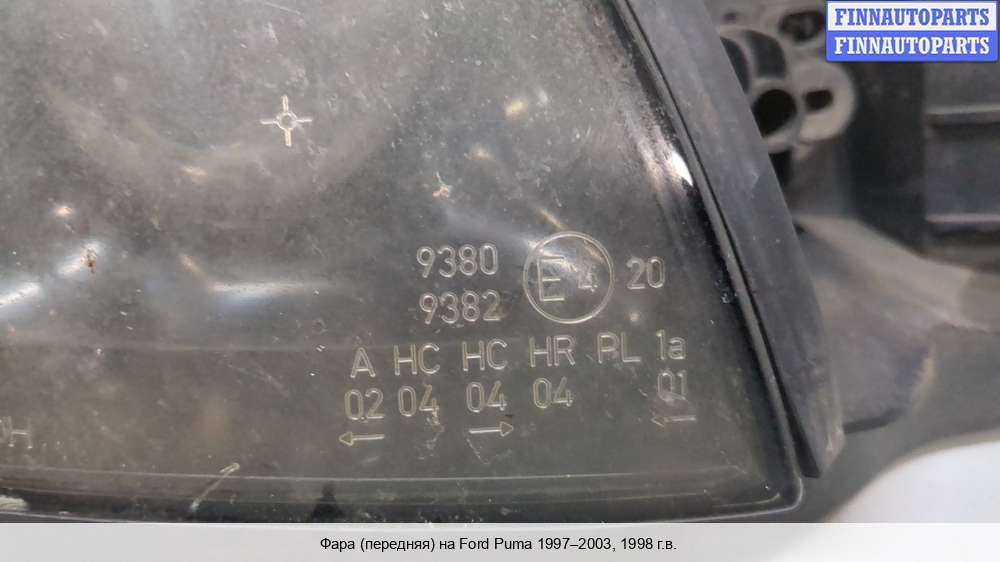 FINNAUTOPARTS
FINNAUTOPARTS
9380 E4 20
9382
A HC HC HR PL 1a
02 04 04 04 01
← → ←
Фара (передняя) на Ford Puma 1997–2003, 1998 г.в.